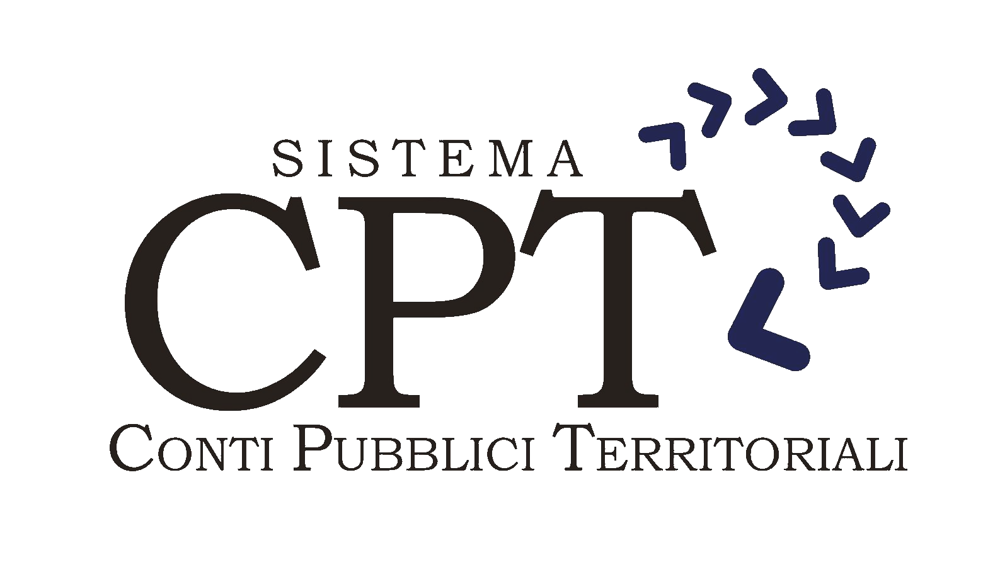 SISTEMA
CPT
CONTI PUBBLICI TERRITORIALI